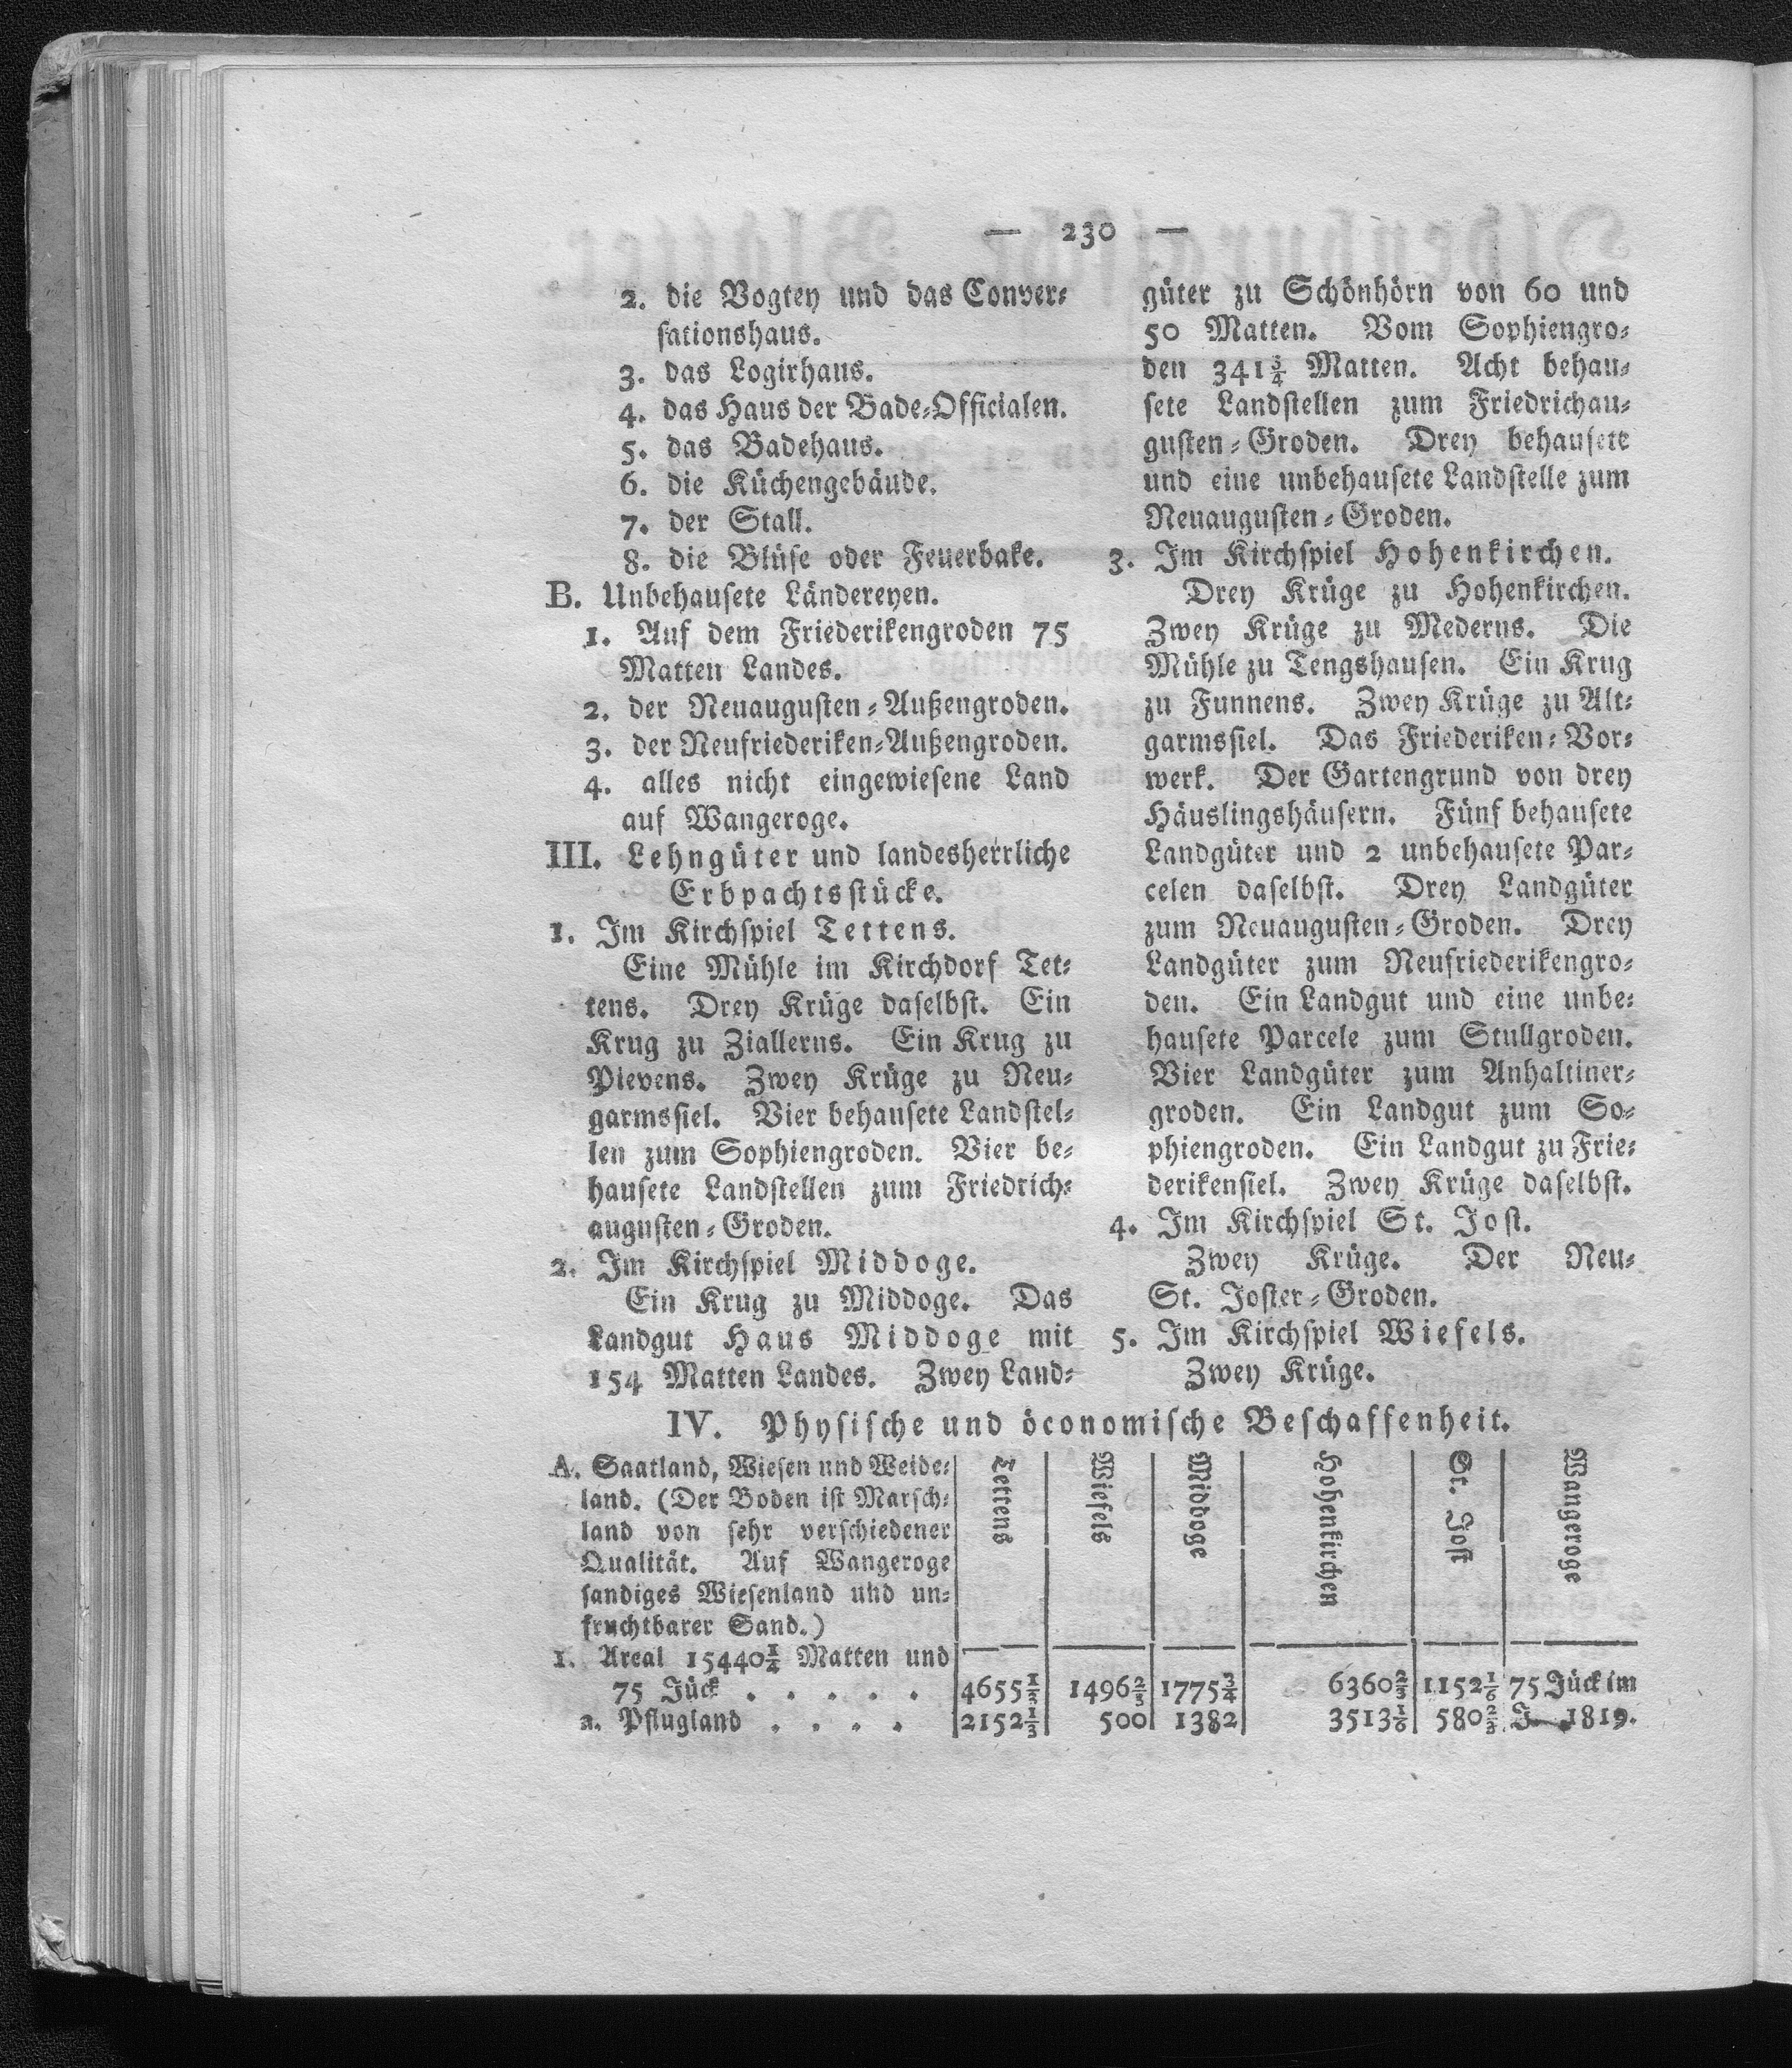 — 230 —
2. die Vogtey und das Conver⸗
sationshaus.
3. das Logirhaus.
4. das Haus der Bade⸗Officialen.
5. das Badehaus.
6. die Küchengebäude.
7. der Stall.
8. die Blüse oder Feuerbake.
B. Unbehausete Ländereyen.
1. Auf dem Friederikengroden 75
Matten Landes.
2. der Neuaugusten⸗Außengroden.
3. der Neufriederiken⸗Außengroden.
4. alles nicht eingewiesene Land
auf Wangeroge.
III. Lehngüter und landesherrliche
Erbpachtsstücke.
1. Im Kirchspiel Tettens.
Eine Mühle im Kirchdorf Tet⸗
tens. Drey Krüge daselbst. Ein
Krug zu Ziallerns. Ein Krug zu
Pievens. Zwey Krüge zu Neu⸗
garmssiel. Vier behausete Landstel⸗
len zum Sophiengroden. Vier be⸗
hausete Landstellen zum Friedrich⸗
augusten⸗Groden.
2. Im Kirchspiel Middoge.
Ein Krug zu Middoge. Das
Landgut Haus Middoge mit
154 Matten Landes. Zwey Land⸗
güter zu Schönhörn von 60 und
50 Matten. Vom Sophiengro⸗
den 341¾ Matten. Acht behau⸗
sete Landstellen zum Friedrichau⸗
gusten⸗Groden. Drey behausete
und eine unbehausete Landstelle zum
Neuaugusten⸗Groden.
3. Im Kirchspiel Hohenkirchen.
Drey Krüge zu Hohenkirchen.
Zwey Krüge zu Mederns. Die
Mühle zu Tengshausen. Ein Krug
zu Funnens. Zwey Krüge zu Alt⸗
garmssiel. Das Friederiken⸗Vor⸗
werk. Der Gartengrund von drey
Häuslingshäusern. Fünf behausete
Landgüter und 2 unbehausete Par⸗
celen daselbst. Drey Landgüter
zum Neuaugusten⸗Groden. Drey
Landgüter zum Neufriederikengro⸗
den. Ein Landgut und eine unbe⸗
hausete Parcele zum Stullgroden.
Vier Landgüter zum Anhaltiner⸗
groden. Ein Landgut zum So⸗
phiengroden. Ein Landgut zu Frie⸗
derikensiel. Zwey Krüge daselbst.
4. Im Kirchspiel St. Jost.
Zwey Krüge. Der Neu⸗
St. Joster⸗Groden.
5. Im Kirchspiel Wiefels.
Zwey Krüge.
IV. Physische und öconomische Beschaffenheit.
A. Saatland, Wiesen und Weide⸗
land. (Der Boden ist Marsch⸗
land von sehr verschiedener
Qualität. Auf Wangeroge
sandiges Wiesenland und un⸗
fruchtbarer Sand.)
Tettens
Wiefels
Middoge
Hohenkirchen
St. Jost
Wangeroge
1. Areal 15440¼ Matten und
75 Jück . . . . . 4655½ 1496⅔ 1775¾ 6360⅔ 1152⅙ 75 Jück im
a. Pflugland . . . . 2152⅓ 500 1382 3513⅙ 580⅔ J. 1819.